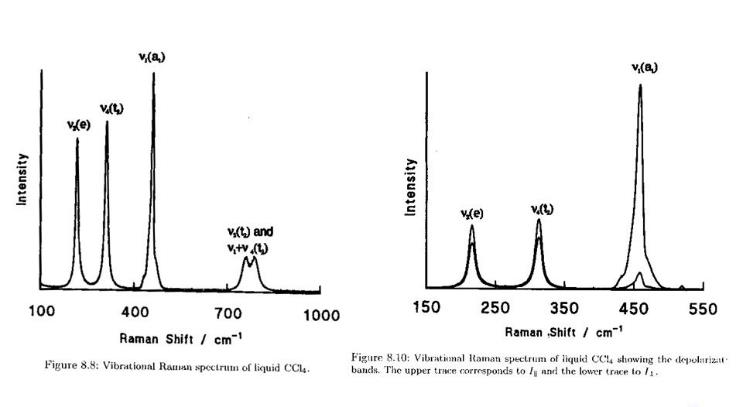 ν₁(a₁)
ν₄(t₂)
ν₂(e)
ν₃(t₂) and
ν₁+ν₄(t₂)
Intensity
100 400 700 1000
Raman Shift / cm⁻¹
Figure 8.8: Vibrational Raman spectrum of liquid CCl₄.
ν₁(a₁)
ν₂(e)
ν₄(t₂)
Intensity
150 250 350 450 550
Raman Shift / cm⁻¹
Figure 8.10: Vibrational Raman spectrum of liquid CCl₄ showing the depolarizat
bands. The upper trace corresponds to I∥ and the lower trace to I⊥.